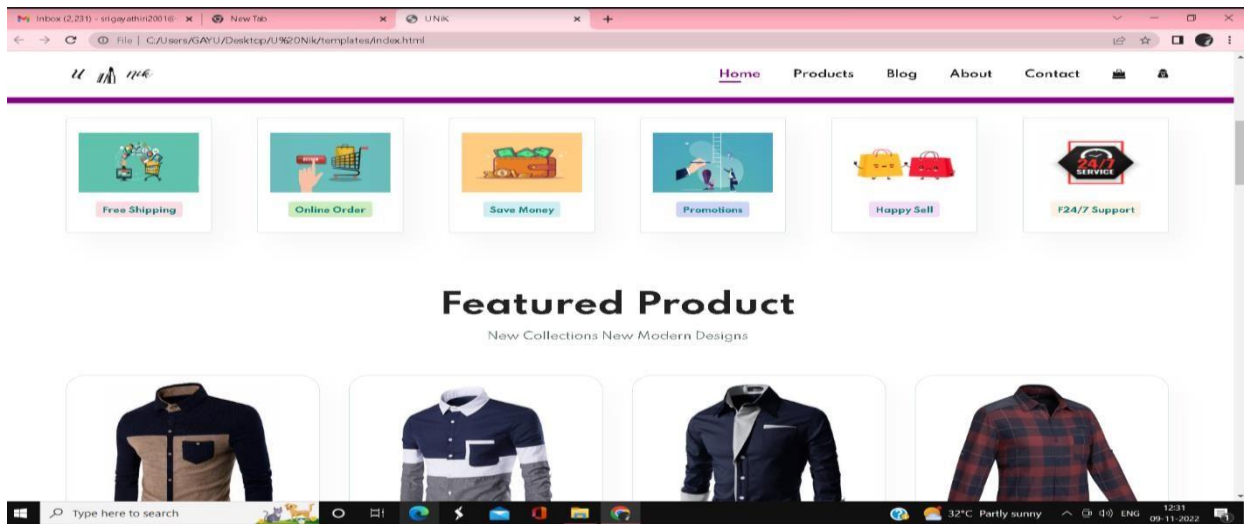 Inbox (2,231) - srigayathiri2001@ New Tab UNiK
File | C:/Users/GAYU/Desktop/U%20Nik/templates/index.html
U nik Home Products Blog About Contact
24/7
SERVICE
Free Shipping Online Order Save Money Promotions Happy Sell F24/7 Support
Featured Product
New Collections New Modern Designs
Type here to search 32°C Partly sunny ENG 12:31
09-11-2022